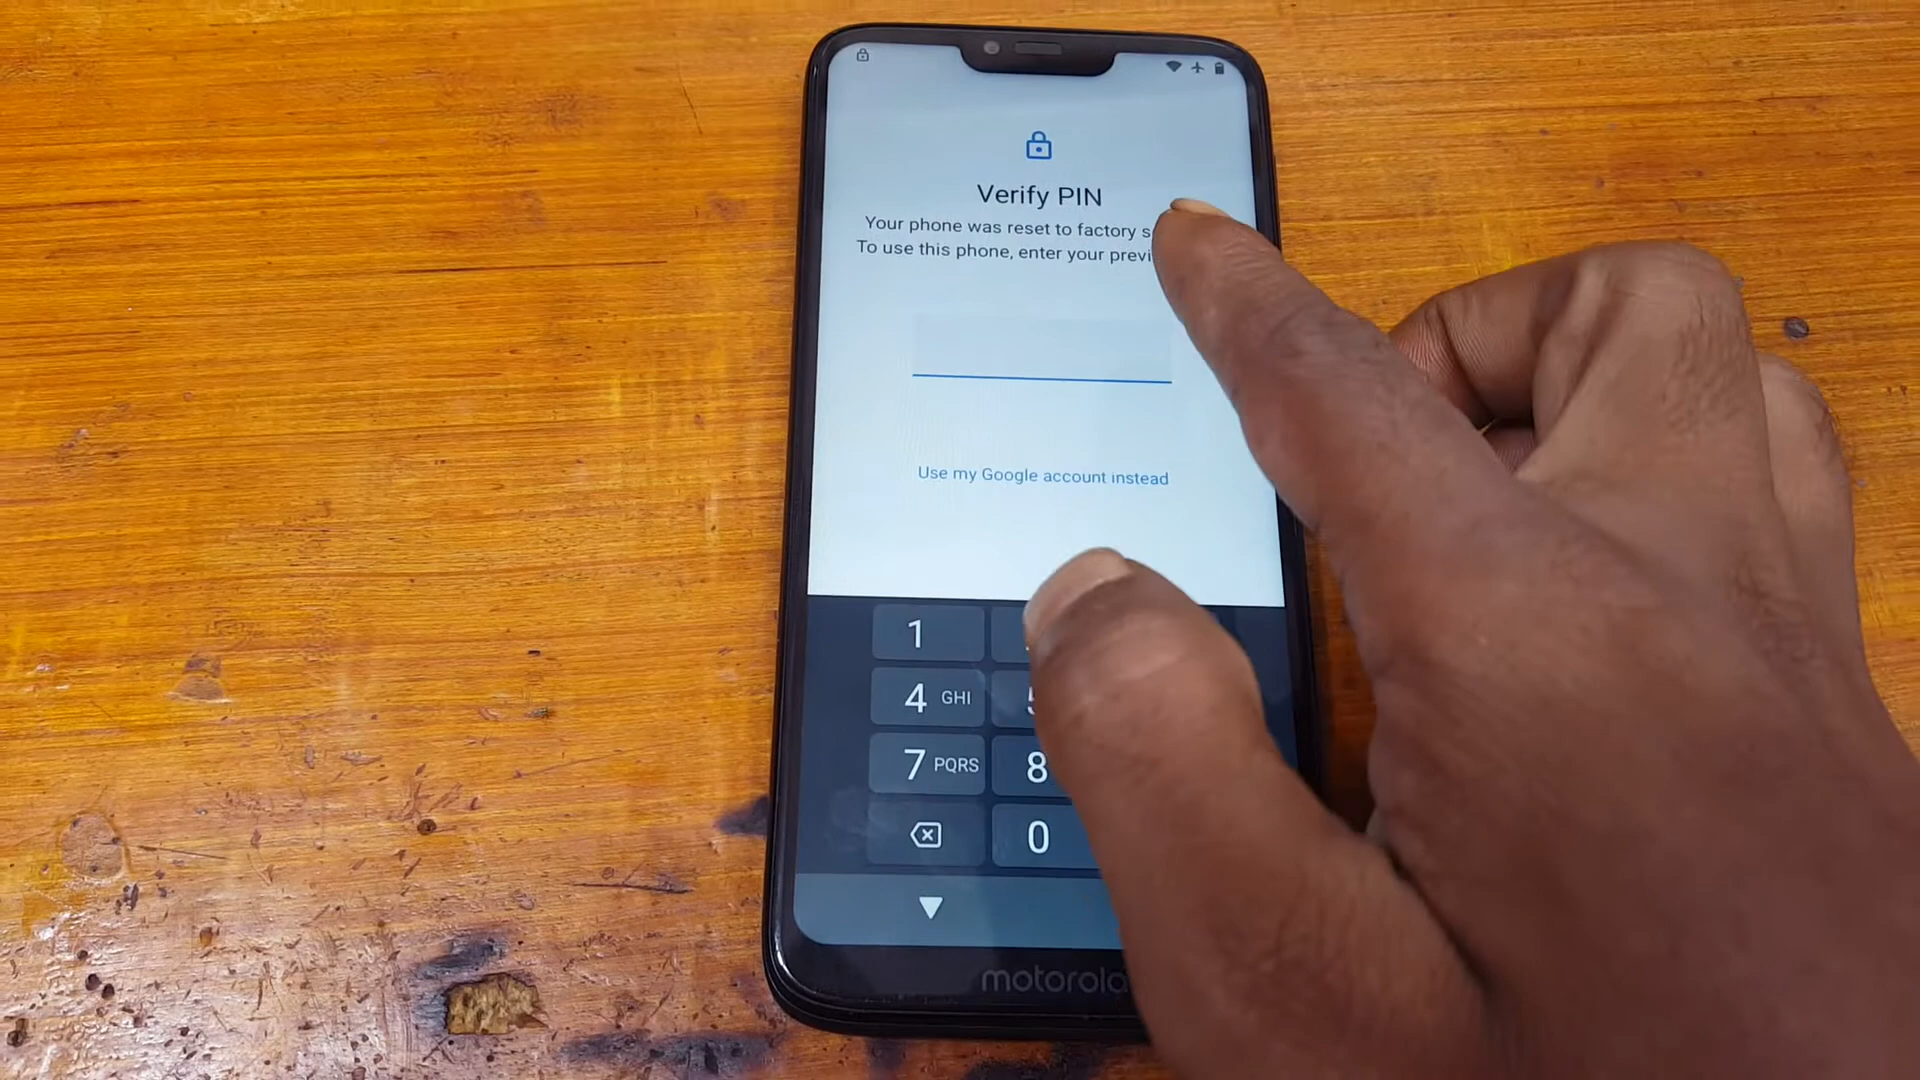 Verify PIN
Your phone was reset to factory
To use this phone, enter your
Use my Google account instead
1
4 GHI
7 PQRS 8
0
motorola